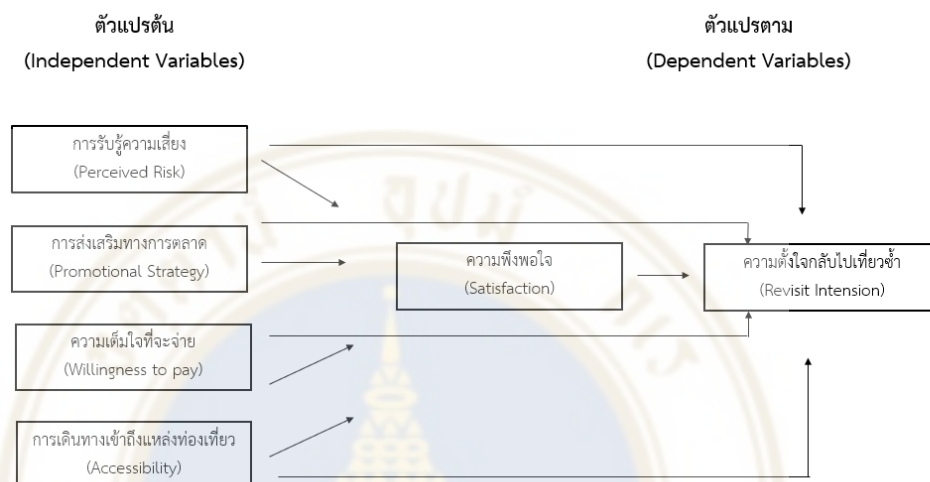 ตัวแปรต้น
(Independent Variables)
ตัวแปรตาม
(Dependent Variables)
การรับรู้ความเสี่ยง
(Perceived Risk)
การส่งเสริมทางการตลาด
(Promotional Strategy)
ความพึงพอใจ
(Satisfaction)
ความตั้งใจกลับไปเที่ยวซ้ำ
(Revisit Intension)
ความเต็มใจที่จะจ่าย
(Willingness to pay)
การเดินทางเข้าถึงแหล่งท่องเที่ยว
(Accessibility)